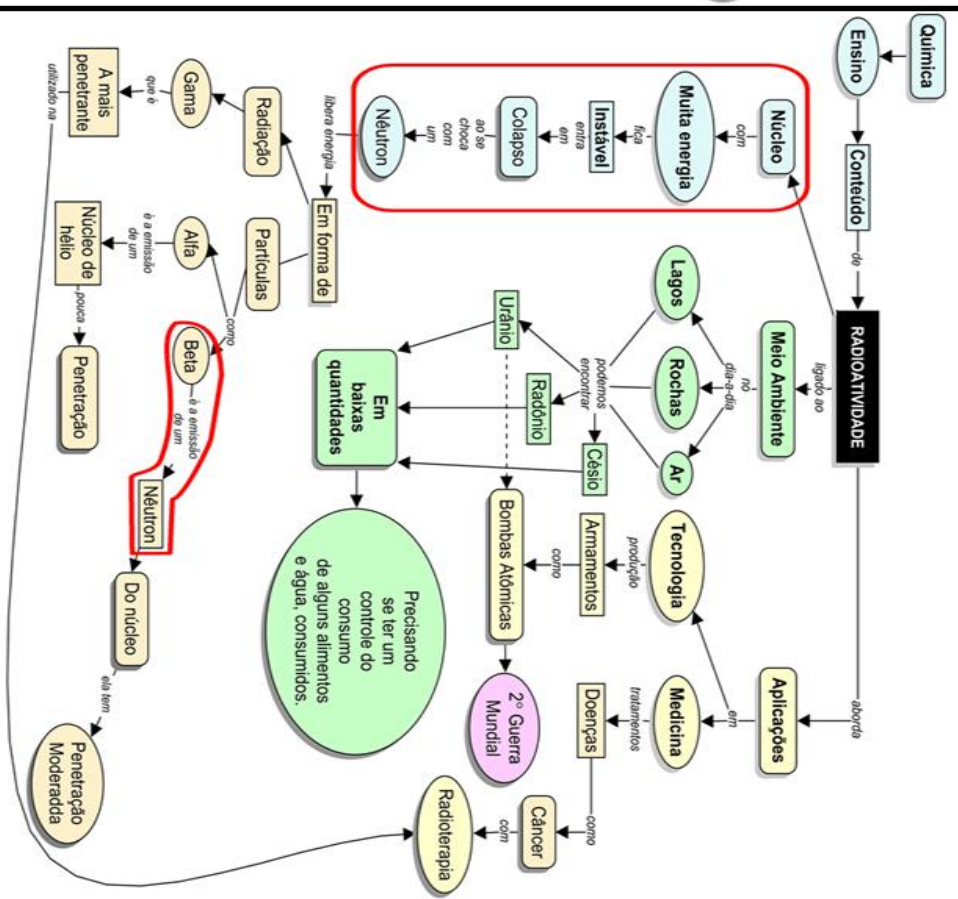 Química
Ensino
Conteúdo
de
RADIOATIVIDADE
ligado ao
aborda
Núcleo
com
Muita energia
fica
Instável
entra
em
Colapso
ao se
choca
com
um
Nêutron
libera energia
Em forma de
Radiação
Gama
que é
A mais
penetrante
utilizado na
Partículas
como
Alfa
é a emissão
de um
Núcleo de
hélio
pouca
Penetração
Beta
é a emissão
de um
Nêutron
Do núcleo
ela tem
Penetração
Moderadda
Meio Ambiente
no
dia-a-dia
Lagos
Rochas
Ar
podemos
encontrar
Urânio
Radônio
Césio
Em
baixas
quantidades
Precisando
se ter um
controle do
consumo
de alguns alimentos
e água, consumidos.
Aplicações
em
Tecnologia
produção
Armamentos
como
Bombas Atômicas
2° Guerra
Mundial
Medicina
tratamentos
Doenças
como
Câncer
com
Radioterapia